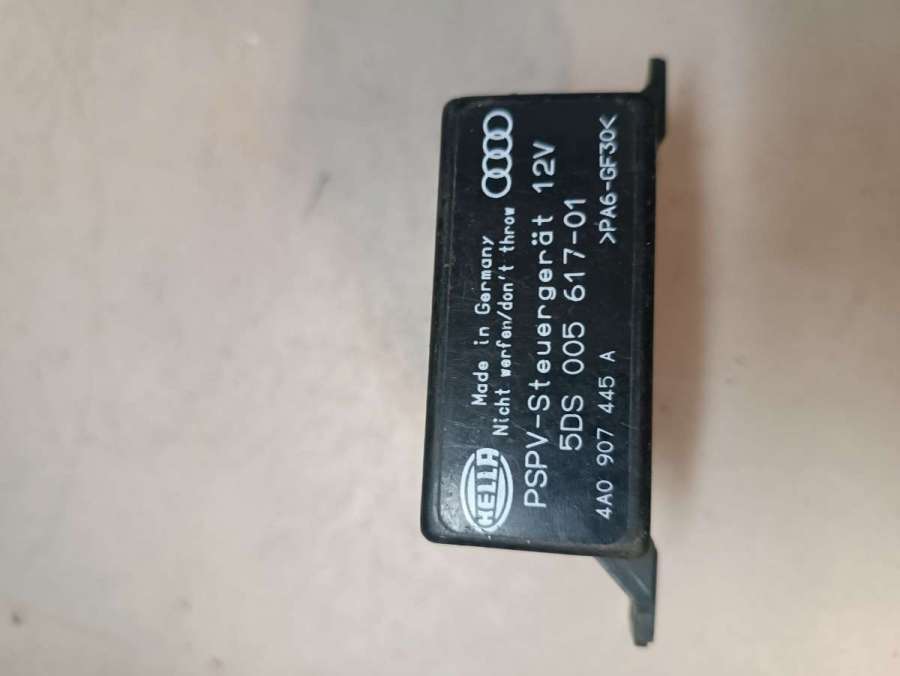 HELLA
Made in Germany
Nicht werfen/don't throw
PSPV-Steuergerät 12V
5DS 005 617-01
4A0 907 445 A >PA6-GF30<